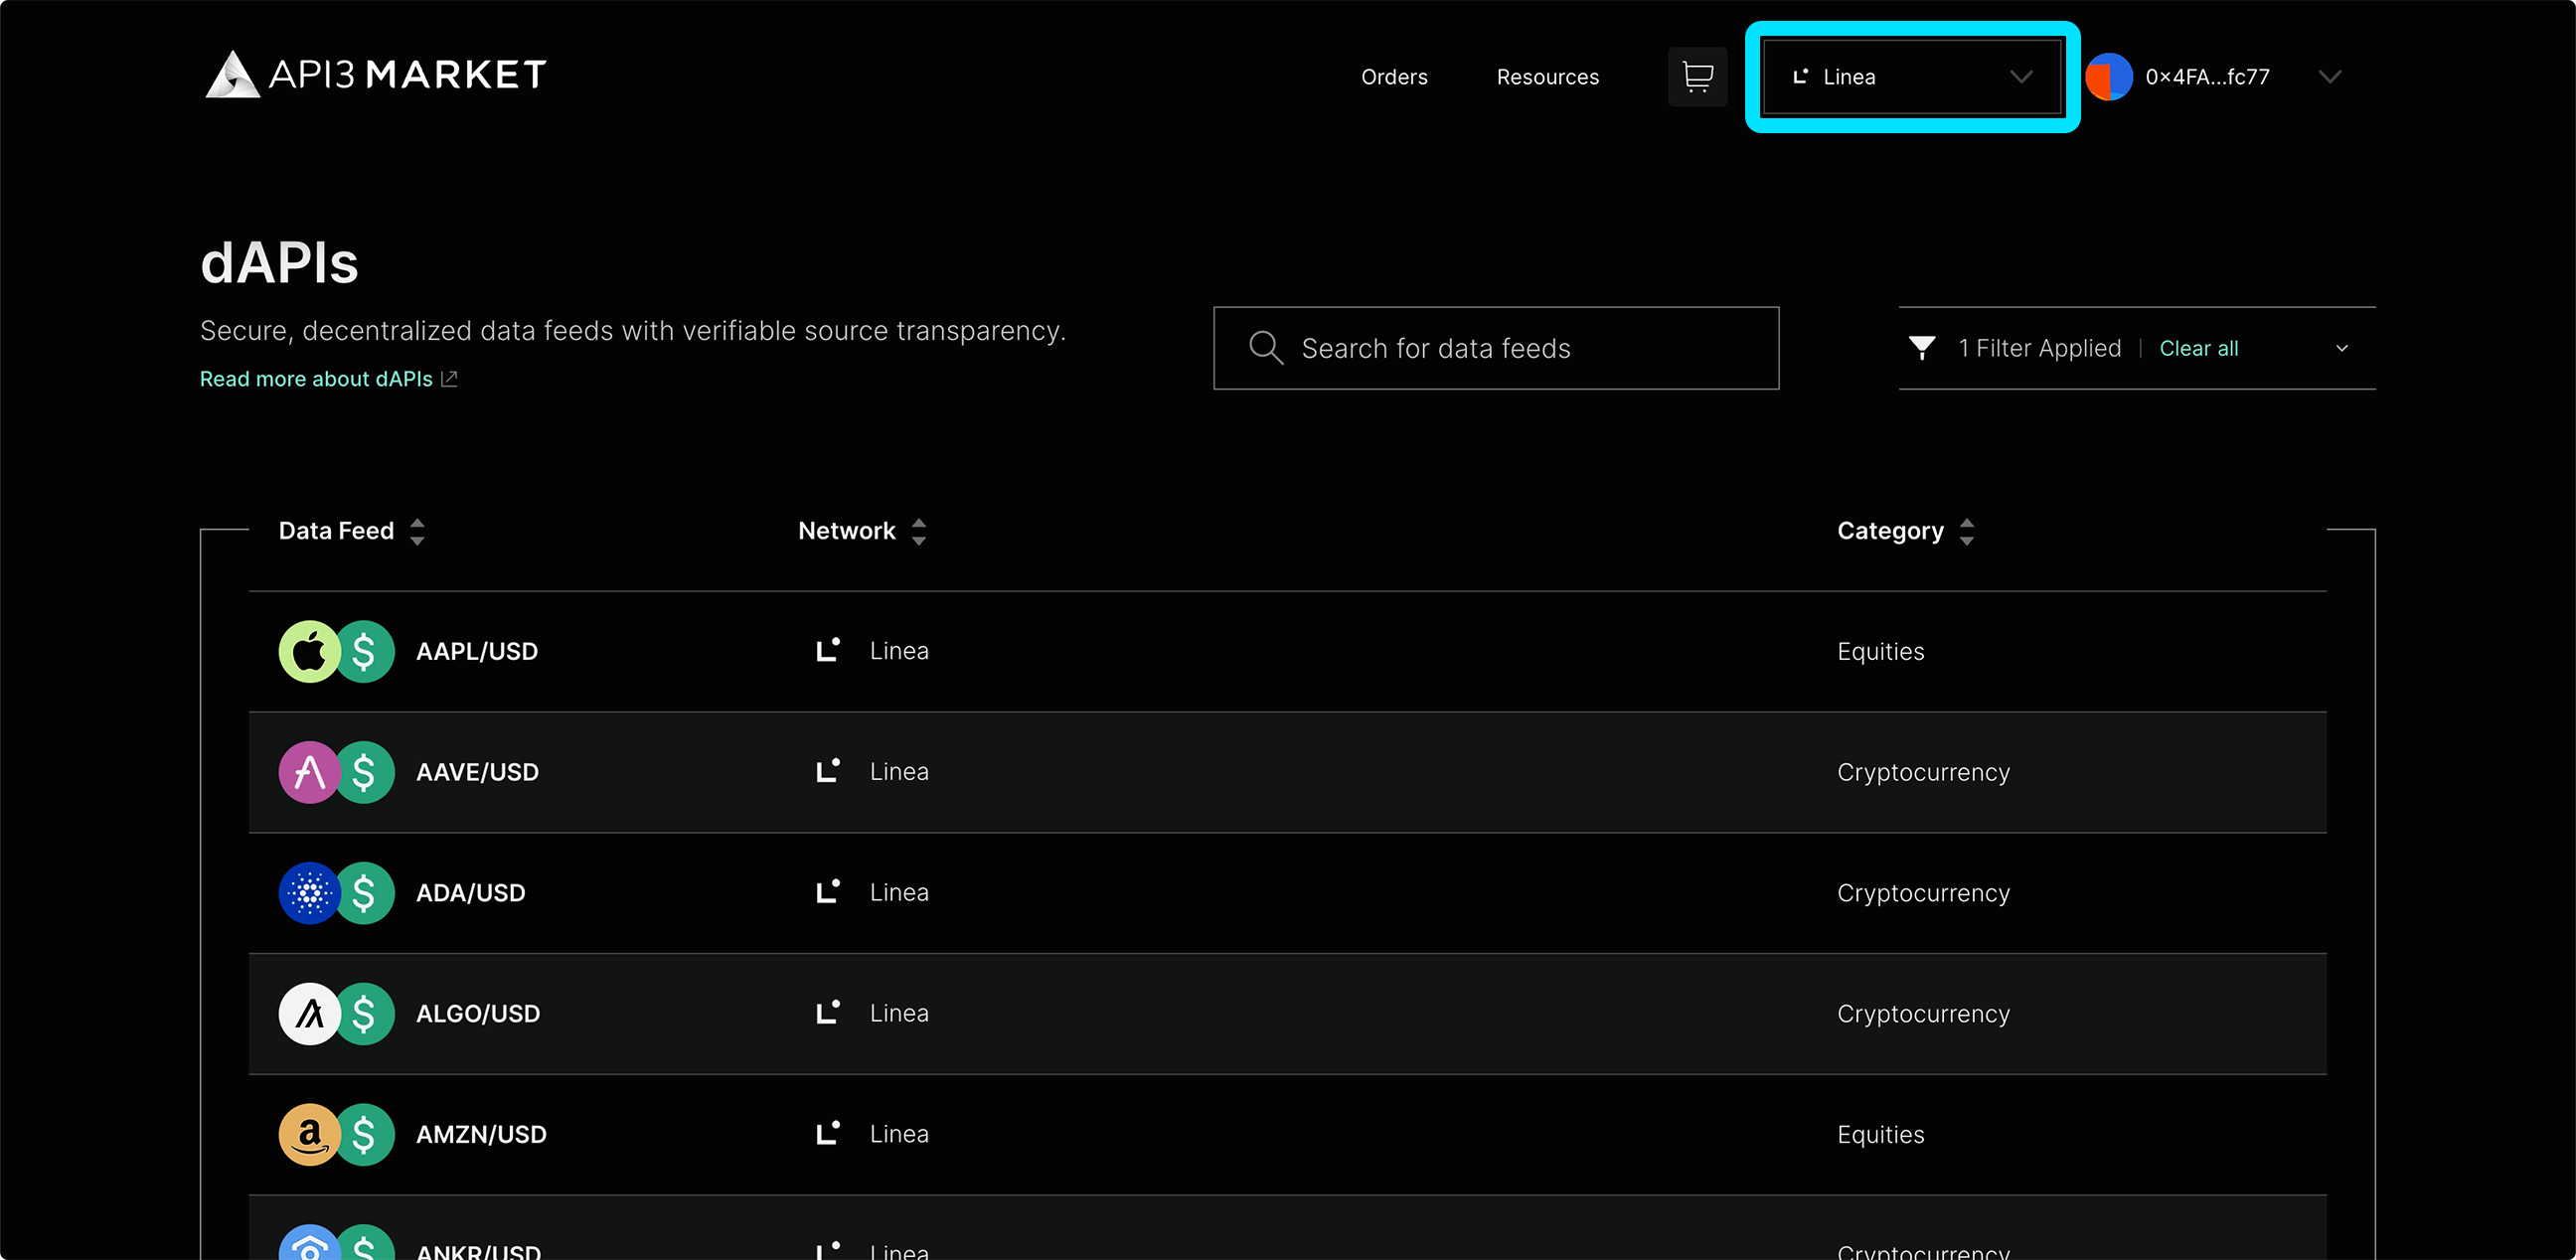 API3 MARKET
Orders
Resources
Linea
0×4FA...fc77
dAPIs
Secure, decentralized data feeds with verifiable source transparency.
Read more about dAPIs
Search for data feeds
1 Filter Applied | Clear all
Data Feed Network Category
AAPL/USD Linea Equities
AAVE/USD Linea Cryptocurrency
ADA/USD Linea Cryptocurrency
ALGO/USD Linea Cryptocurrency
AMZN/USD Linea Equities
ANKR/USD Linea Cryptocurrency